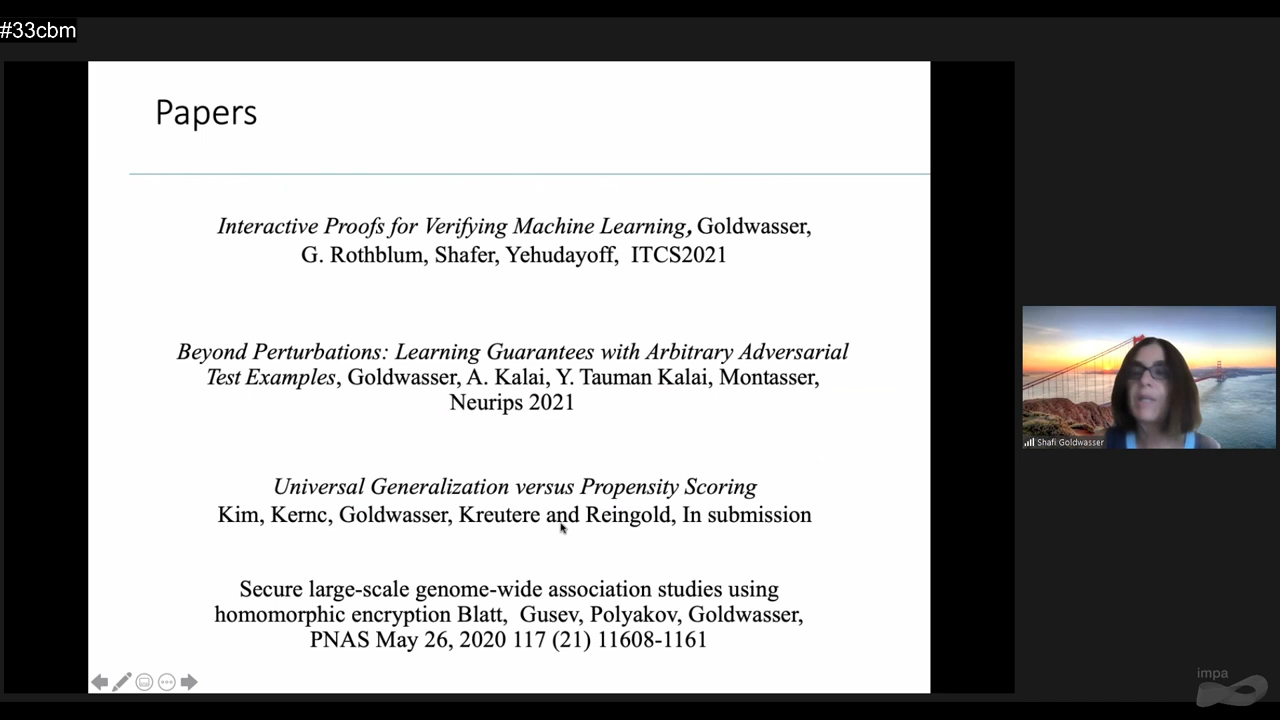 #33cbm
Papers
Interactive Proofs for Verifying Machine Learning, Goldwasser,
G. Rothblum, Shafer, Yehudayoff, ITCS2021
Beyond Perturbations: Learning Guarantees with Arbitrary Adversarial
Test Examples, Goldwasser, A. Kalai, Y. Tauman Kalai, Montasser,
Neurips 2021
Universal Generalization versus Propensity Scoring
Kim, Kernc, Goldwasser, Kreutere and Reingold, In submission
Secure large-scale genome-wide association studies using
homomorphic encryption Blatt, Gusev, Polyakov, Goldwasser,
PNAS May 26, 2020 117 (21) 11608-1161
Shafi Goldwasser
impa